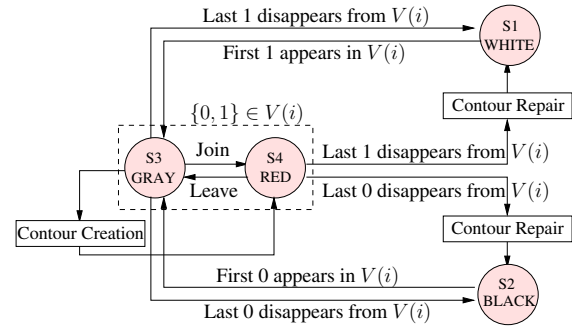 Last 1 disappears from V(i)
S1
WHITE
First 1 appears in V(i)
Contour Repair
{0, 1} ∈ V(i)
S3
GRAY
Join
Leave
S4
RED
Last 1 disappears from V(i)
Last 0 disappears from V(i)
Contour Creation
Contour Repair
First 0 appears in V(i)
S2
BLACK
Last 0 disappears from V(i)